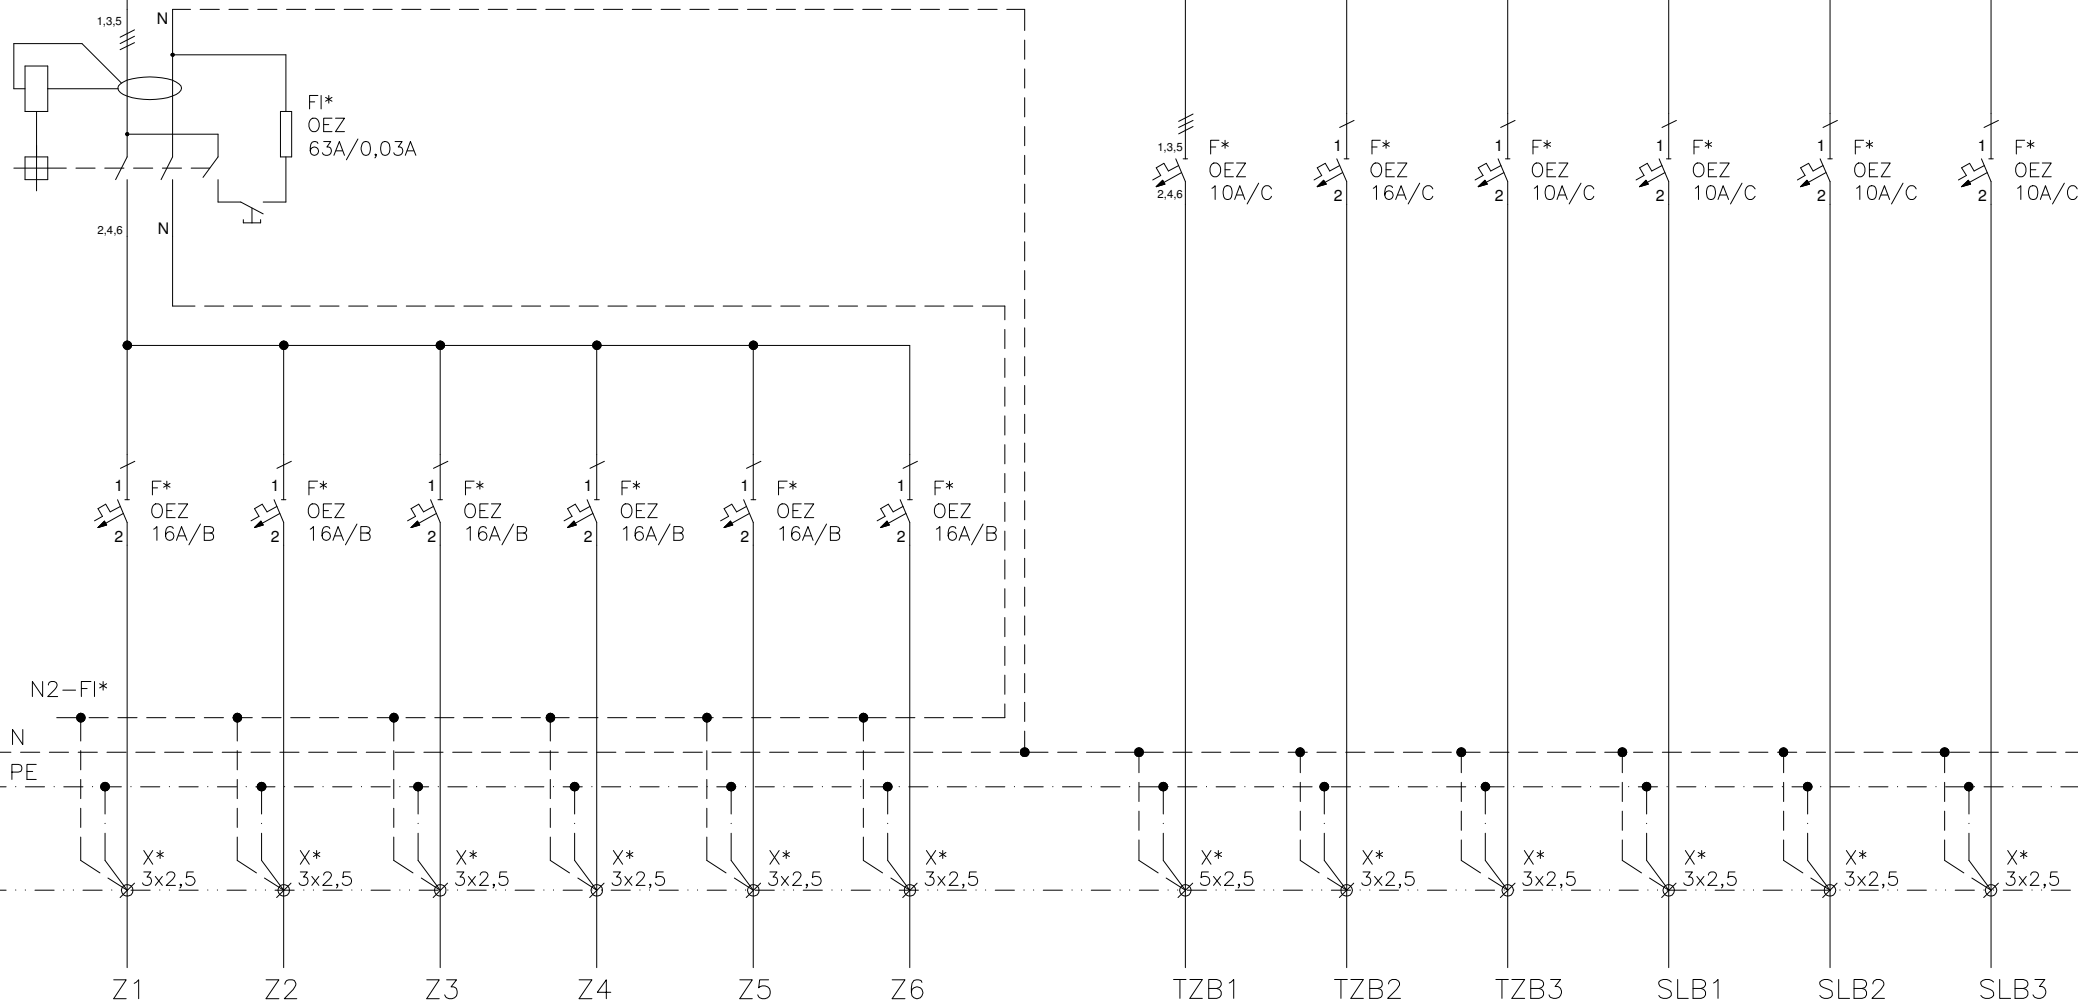 1,3,5
N
FI*
OEZ
63A/0,03A
2,4,6
N
1,3,5
2,4,6
F*
OEZ
10A/C
1
2
F*
OEZ
16A/C
1
2
F*
OEZ
10A/C
1
2
F*
OEZ
10A/C
1
2
F*
OEZ
10A/C
1
2
F*
OEZ
10A/C
1
2
F*
OEZ
16A/B
1
2
F*
OEZ
16A/B
1
2
F*
OEZ
16A/B
1
2
F*
OEZ
16A/B
1
2
F*
OEZ
16A/B
1
2
F*
OEZ
16A/B
N2-FI*
N
PE
X*
3x2,5
X*
3x2,5
X*
3x2,5
X*
3x2,5
X*
3x2,5
X*
3x2,5
X*
5x2,5
X*
3x2,5
X*
3x2,5
X*
3x2,5
X*
3x2,5
X*
3x2,5
Z1 Z2 Z3 Z4 Z5 Z6 TZB1 TZB2 TZB3 SLB1 SLB2 SLB3